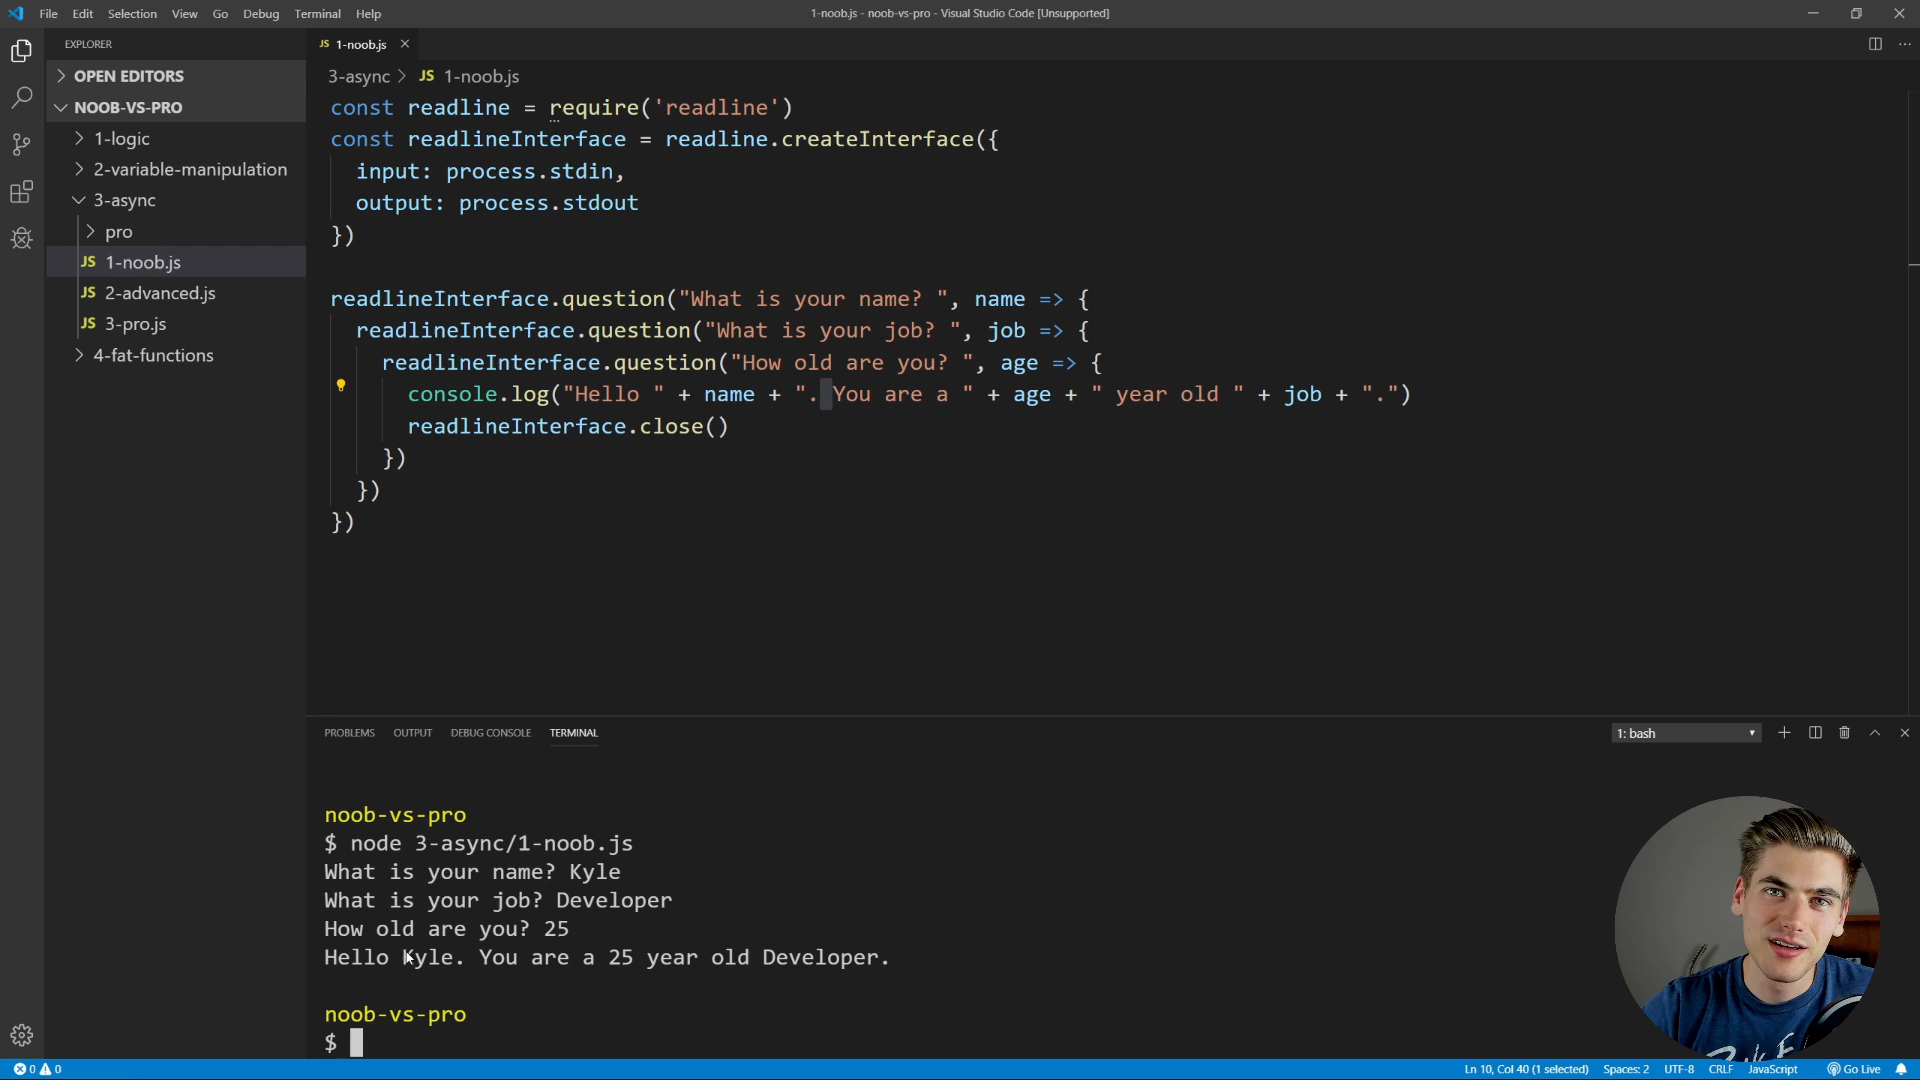 File Edit Selection View Go Debug Terminal Help
1-noob.js - noob-vs-pro - Visual Studio Code [Unsupported]
EXPLORER
OPEN EDITORS
NOOB-VS-PRO
1-logic
2-variable-manipulation
3-async
pro
JS 1-noob.js
JS 2-advanced.js
JS 3-pro.js
4-fat-functions
JS 1-noob.js
3-async > JS 1-noob.js
const readline = require('readline')
const readlineInterface = readline.createInterface({
input: process.stdin,
output: process.stdout
})
readlineInterface.question("What is your name? ", name => {
readlineInterface.question("What is your job? ", job => {
readlineInterface.question("How old are you? ", age => {
console.log("Hello " + name + ". You are a " + age + " year old " + job + ".")
readlineInterface.close()
})
})
})
PROBLEMS OUTPUT DEBUG CONSOLE TERMINAL
1: bash
noob-vs-pro
$ node 3-async/1-noob.js
What is your name? Kyle
What is your job? Developer
How old are you? 25
Hello Kyle. You are a 25 year old Developer.
noob-vs-pro
$
0 0
Ln 10, Col 40 (1 selected) Spaces: 2 UTF-8 CRLF JavaScript Go Live